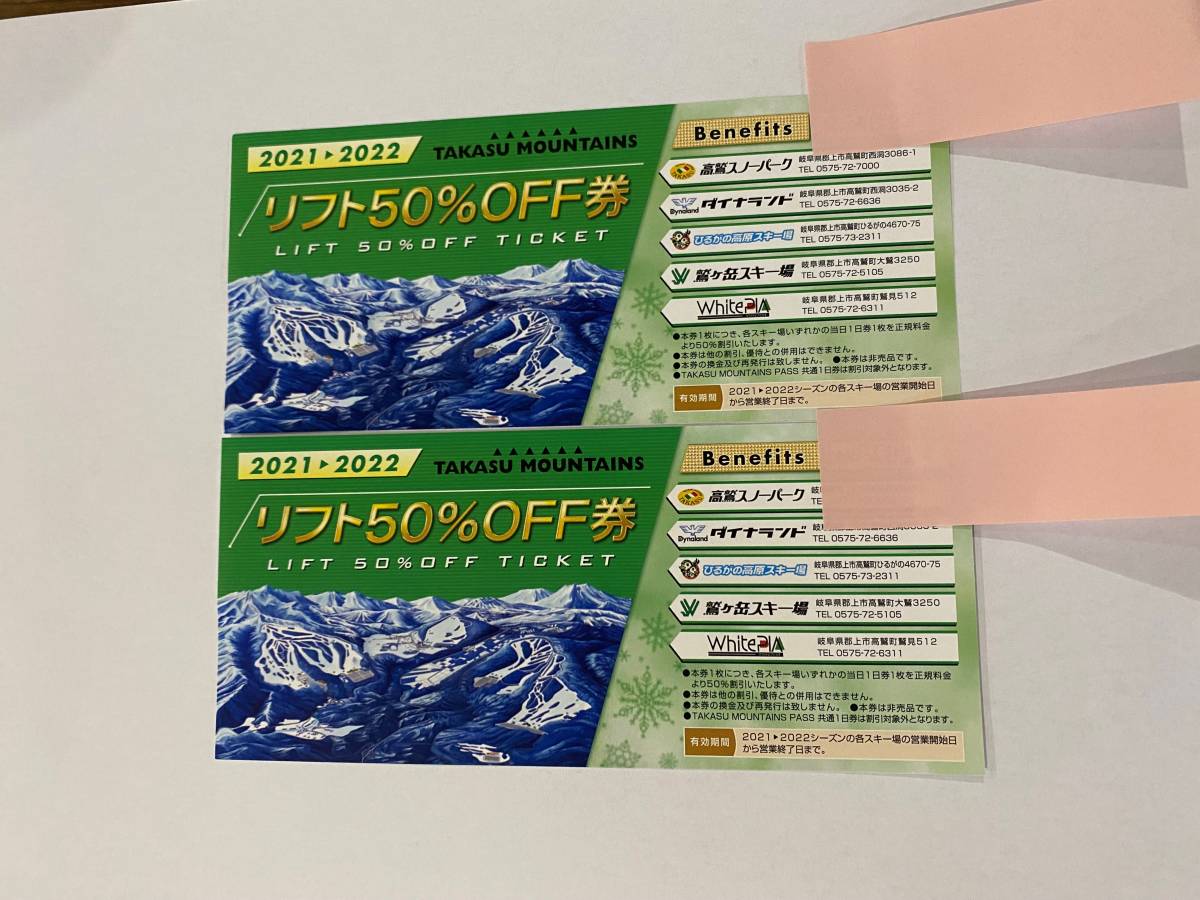 2021▶2022
TAKASU MOUNTAINS
リフト50%OFF券
LIFT 50%OFF TICKET
Benefits
TAKASU 高鷲スノーパーク 岐阜県郡上市高鷲町西洞3086-1
TEL 0575-72-7000
Dynaland ダイナランド 岐阜県郡上市高鷲町西洞3035-2
TEL 0575-72-6636
ひるがの高原スキー場 岐阜県郡上市高鷲町ひるがの4670-75
TEL 0575-73-2311
鷲ヶ岳スキー場 岐阜県郡上市高鷲町大鷲3250
TEL 0575-72-5105
WhitePIA 岐阜県郡上市高鷲町鷲見512
TEL 0575-72-6311
●本券1枚につき、各スキー場いずれかの当日1日券1枚を正規料金
より50%割引いたします。
●本券は他の割引、優待との併用はできません。
●本券の換金及び再発行は致しません。 ●本券は非売品です。
●TAKASU MOUNTAINS PASS 共通1日券は割引対象外となります。
有効期間 2021▶2022シーズンの各スキー場の営業開始日
から営業終了日まで。
2021▶2022
TAKASU MOUNTAINS
リフト50%OFF券
LIFT 50%OFF TICKET
Benefits
TAKASU 高鷲スノーパーク 岐
TE
Dynaland ダイナランド
TEL 0575-72-6636
ひるがの高原スキー場 岐阜県郡上市高鷲町ひるがの4670-75
TEL 0575-73-2311
鷲ヶ岳スキー場 岐阜県郡上市高鷲町大鷲3250
TEL 0575-72-5105
WhitePIA 岐阜県郡上市高鷲町鷲見512
TEL 0575-72-6311
●本券1枚につき、各スキー場いずれかの当日1日券1枚を正規料金
より50%割引いたします。
●本券は他の割引、優待との併用はできません。
●本券の換金及び再発行は致しません。 ●本券は非売品です。
●TAKASU MOUNTAINS PASS 共通1日券は割引対象外となります。
有効期間 2021▶2022シーズンの各スキー場の営業開始日
から営業終了日まで。